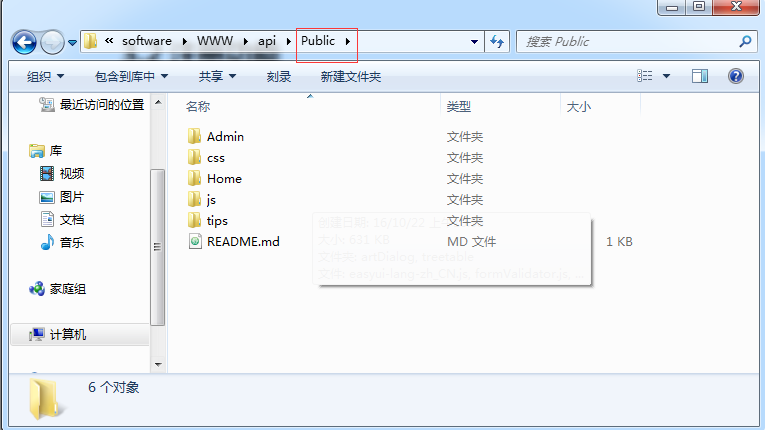 software WWW api Public
搜索 Public
组织 包含到库中 共享 刻录 新建文件夹
最近访问的位置
库
视频
图片
文档
音乐
家庭组
计算机
名称 类型 大小
Admin 文件夹
css 文件夹
Home 文件夹
js 文件夹
tips 文件夹
README.md MD 文件 1 KB
创建日期: 16/10/22 上
大小: 631 KB
文件夹: artDialog, treetable
文件: easyui-lang-zh_CN.js, formValidator.js, ...
6 个对象